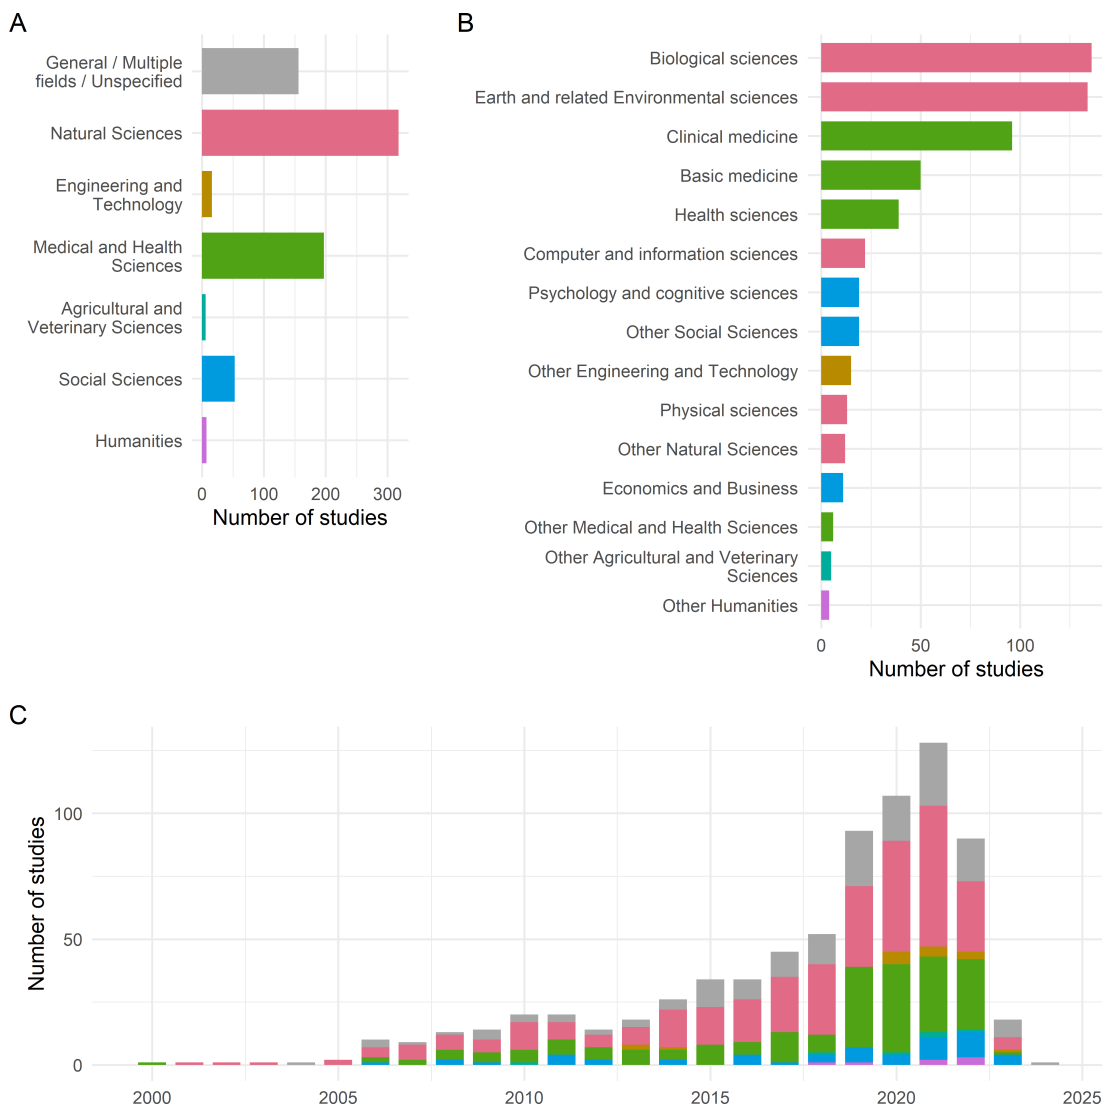 A
General / Multiple
fields / Unspecified
Natural Sciences
Engineering and
Technology
Medical and Health
Sciences
Agricultural and
Veterinary Sciences
Social Sciences
Humanities
0 100 200 300
Number of studies
B
Biological sciences
Earth and related Environmental sciences
Clinical medicine
Basic medicine
Health sciences
Computer and information sciences
Psychology and cognitive sciences
Other Social Sciences
Other Engineering and Technology
Physical sciences
Other Natural Sciences
Economics and Business
Other Medical and Health Sciences
Other Agricultural and Veterinary
Sciences
Other Humanities
0 50 100
Number of studies
C
Number of studies
100
50
0
2000 2005 2010 2015 2020 2025